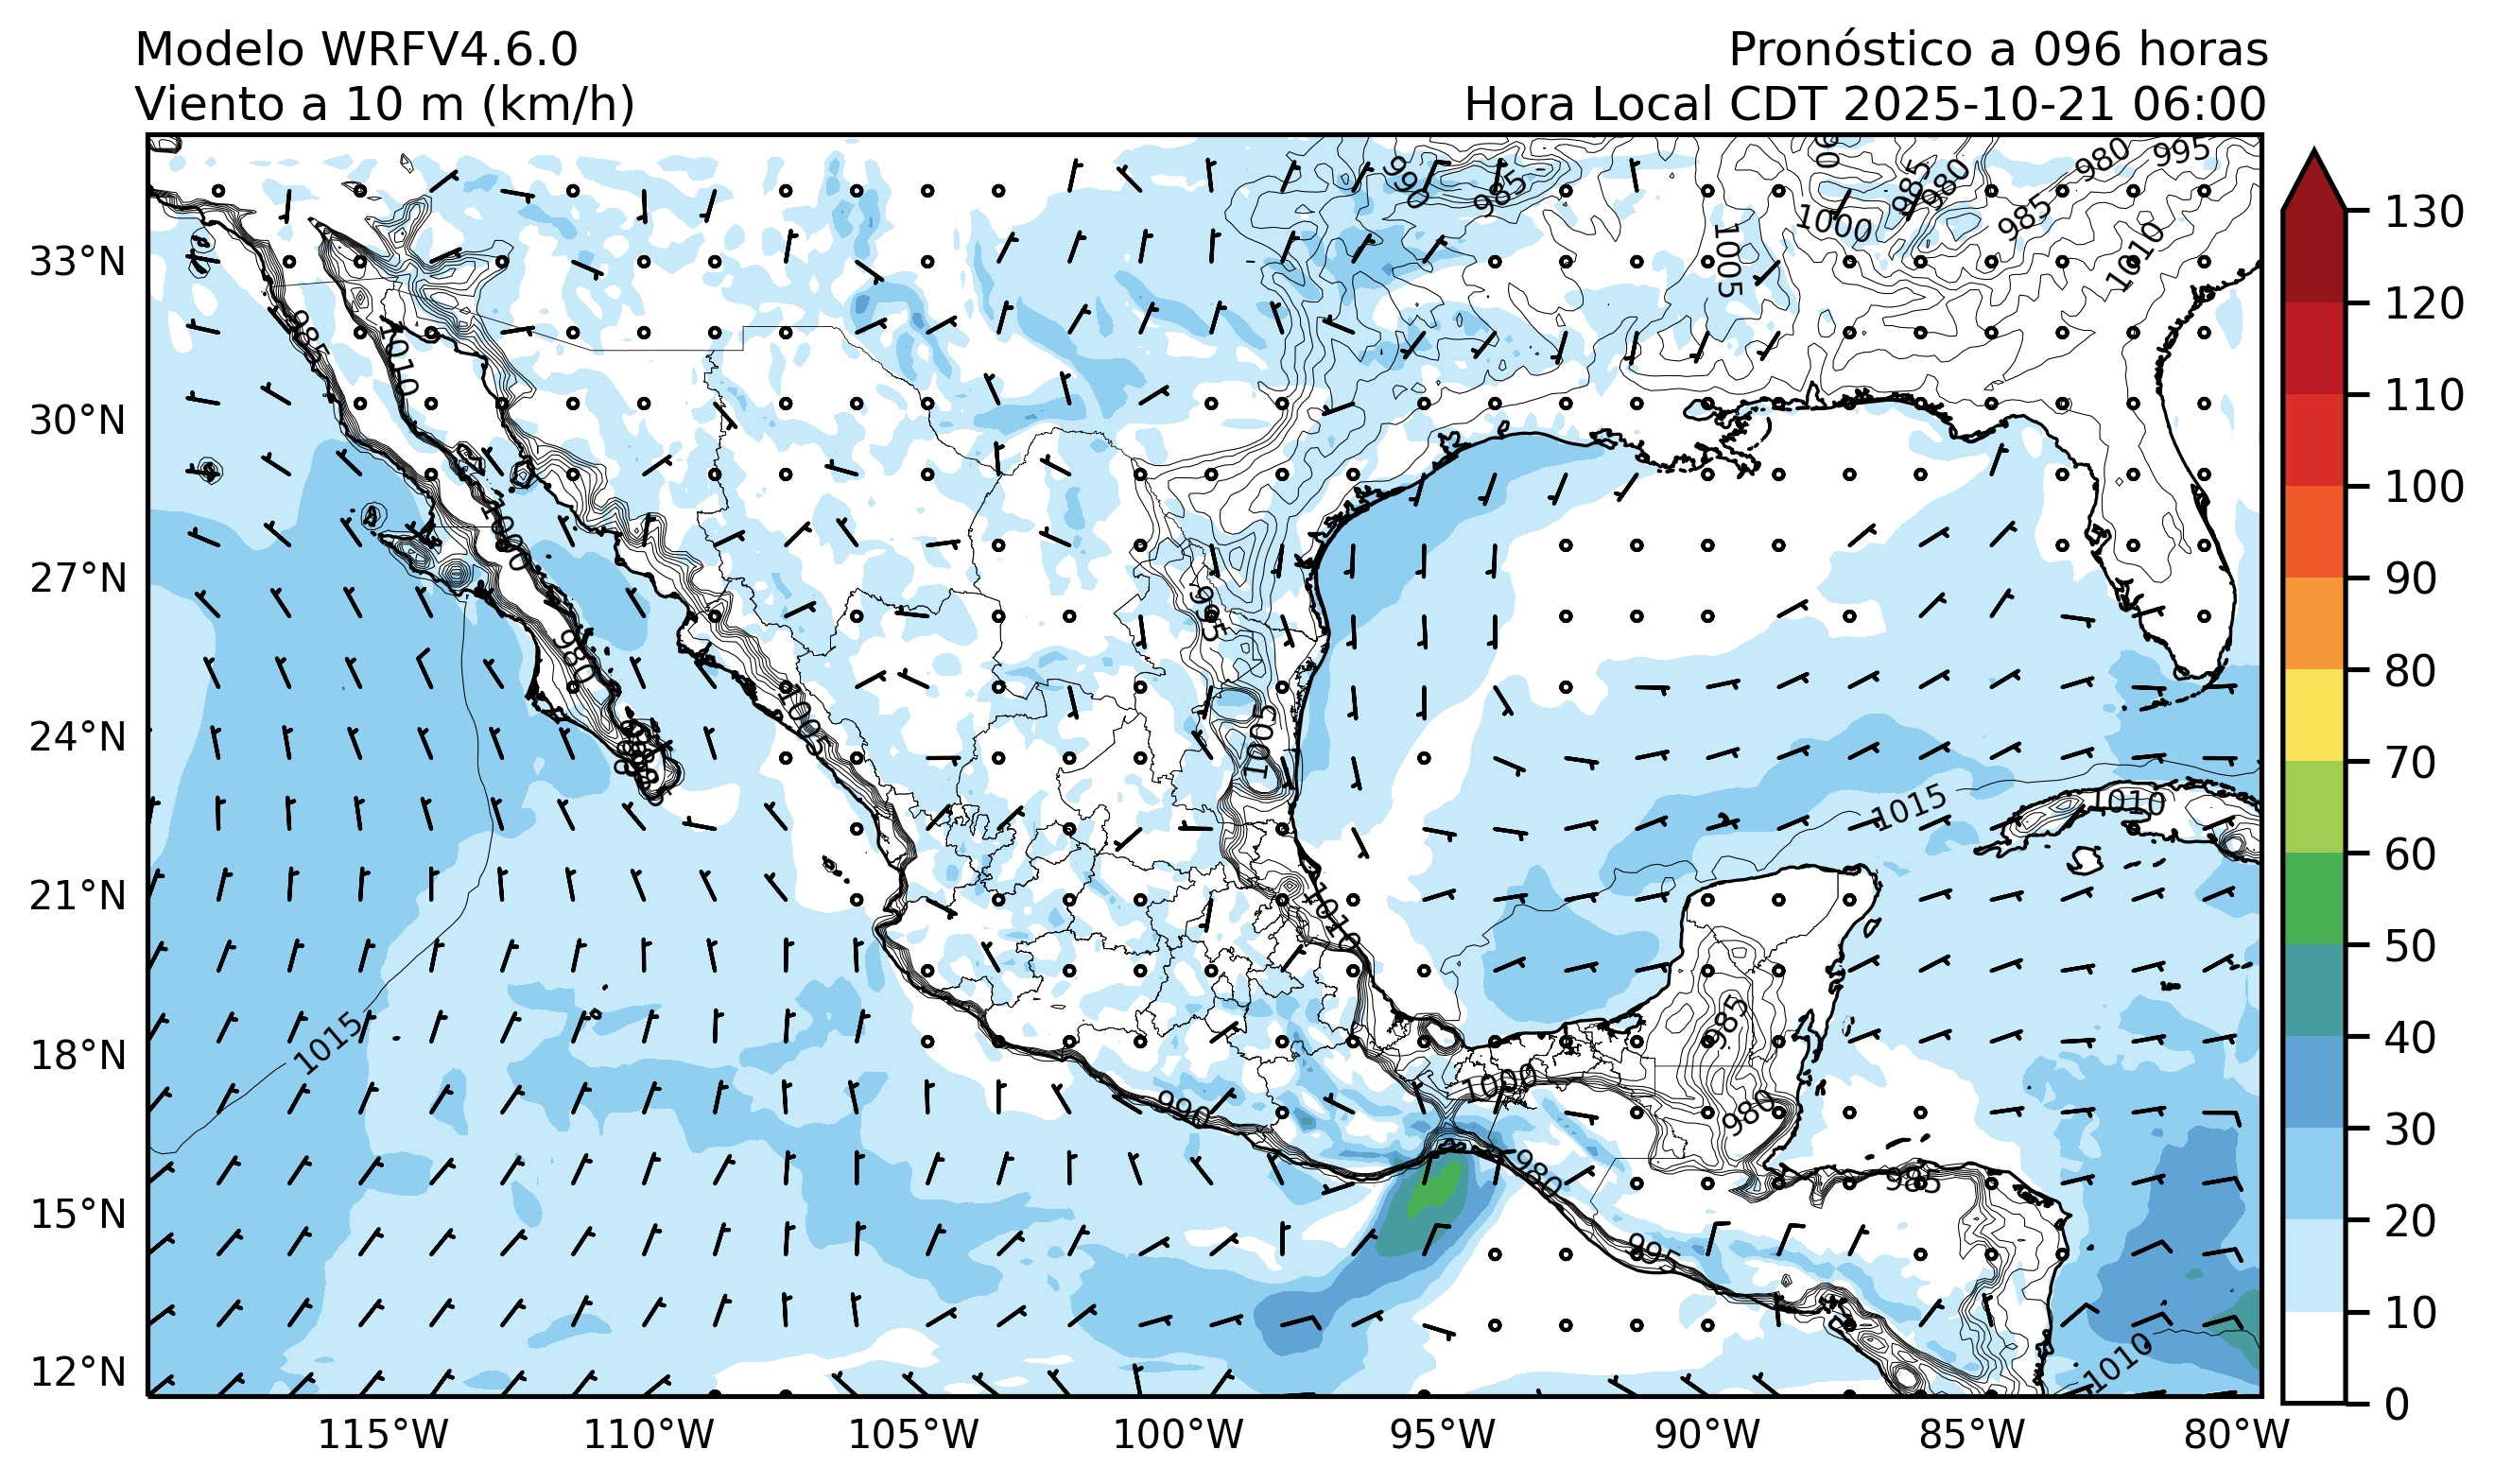 Modelo WRFV4.6.0
Pronóstico a 096 horas
Viento a 10 m (km/h)
Hora Local CDT 2025-10-21 06:00
990
985
985
980
980
995
985
1000
1010
1005
985
1010
1000
995
980
1005
1005
1015
1010
1010
985
1015
1000
990
980
980
985
995
1010
33°N
30°N
27°N
24°N
21°N
18°N
15°N
12°N
115°W
110°W
105°W
100°W
95°W
90°W
85°W
80°W
130
120
110
100
90
80
70
60
50
40
30
20
10
0